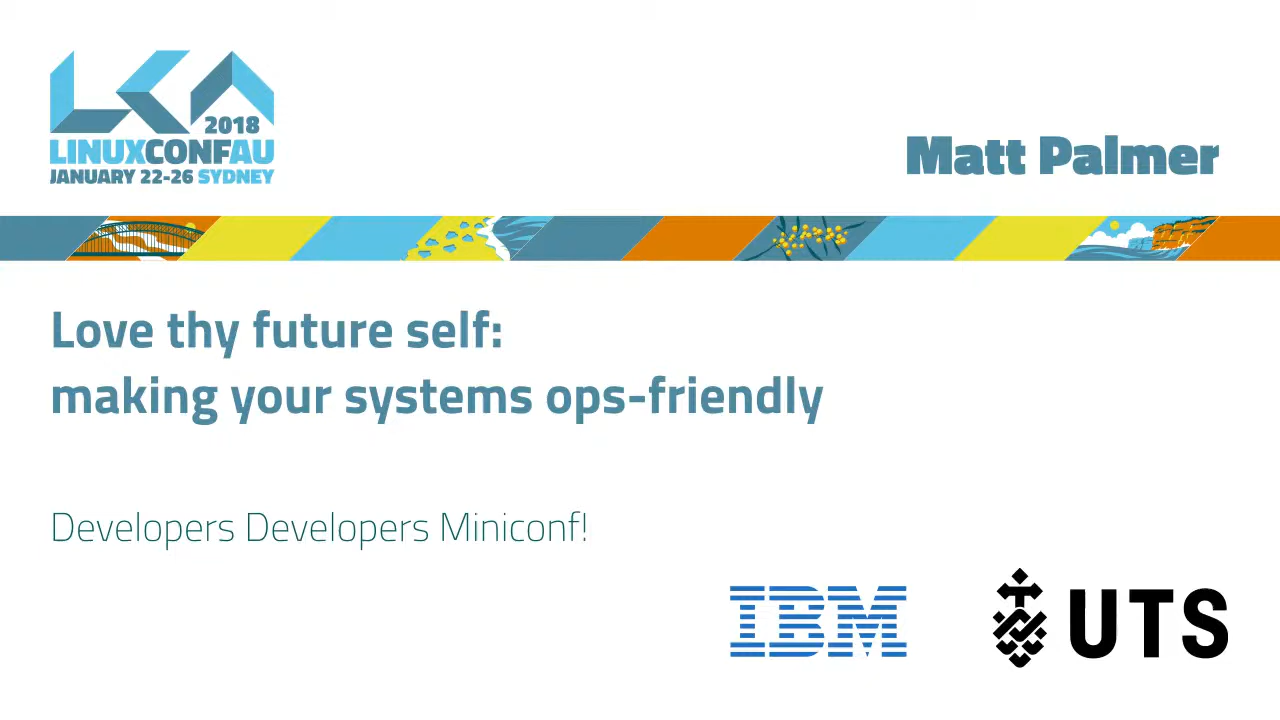 LCA
2018
LINUXCONFAU
JANUARY 22-26 SYDNEY
Matt Palmer
Love thy future self:
making your systems ops-friendly
Developers Developers Miniconf!
IBM
UTS